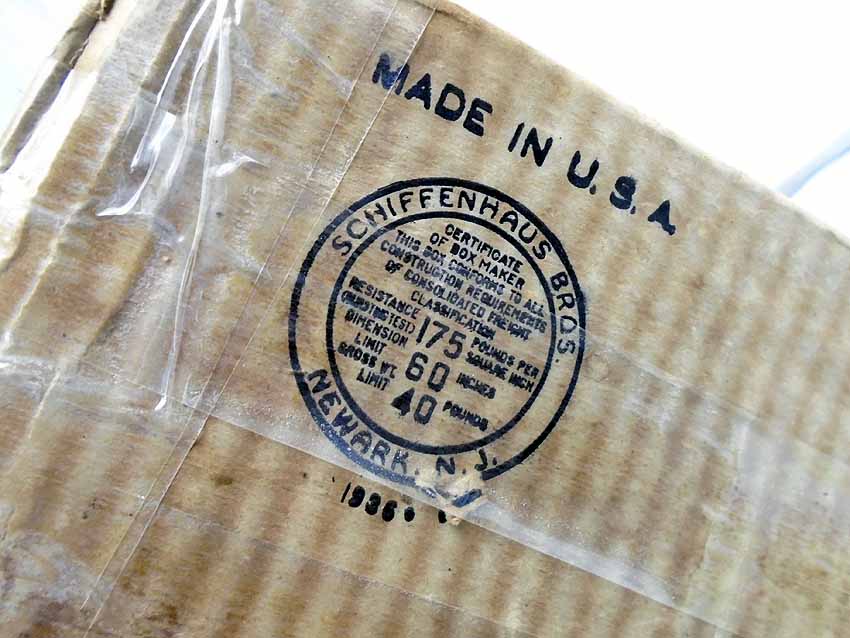 MADE IN U.S.A.
SCHIFFENHAUS BROS.
CERTIFICATE
OF BOX MAKER
THIS BOX CONFORMS TO ALL
CONSTRUCTION REQUIREMENTS
OF CONSOLIDATED FREIGHT
CLASSIFICATION
RESISTANCE
(MULLING TEST) 175 POUNDS PER SQUARE INCH
DIMENSION
LIMIT 60 INCHES
GROSS WT.
LIMIT 40 POUNDS
NEWARK, N. J.